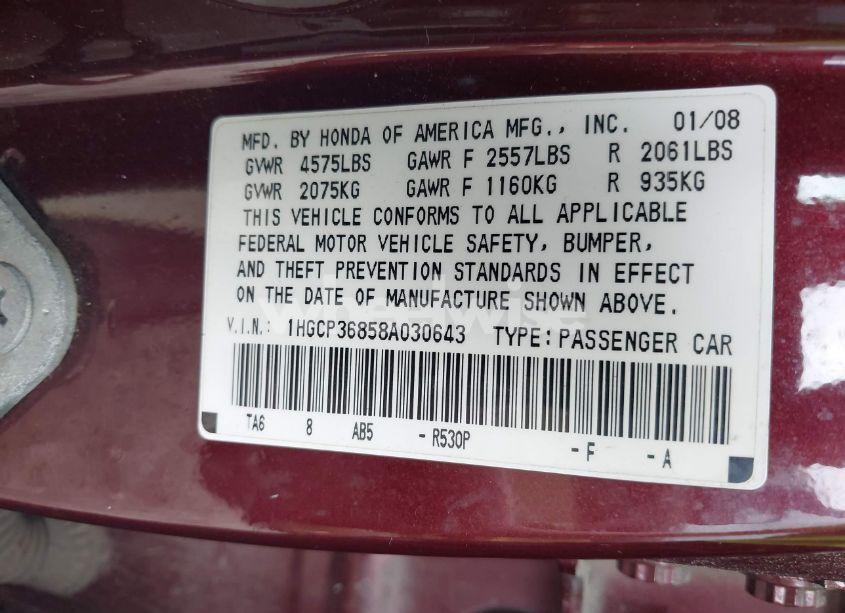 MFD. BY HONDA OF AMERICA MFG., INC. 01/08
GVWR 4575LBS GAWR F 2557LBS R 2061LBS
GVWR 2075KG GAWR F 1160KG R 935KG
THIS VEHICLE CONFORMS TO ALL APPLICABLE
FEDERAL MOTOR VEHICLE SAFETY, BUMPER,
AND THEFT PREVENTION STANDARDS IN EFFECT
ON THE DATE OF MANUFACTURE SHOWN ABOVE.
V.I.N.: 1HGCP36858A030643 TYPE: PASSENGER CAR
TA6 8 AB5 - R530P - F - A